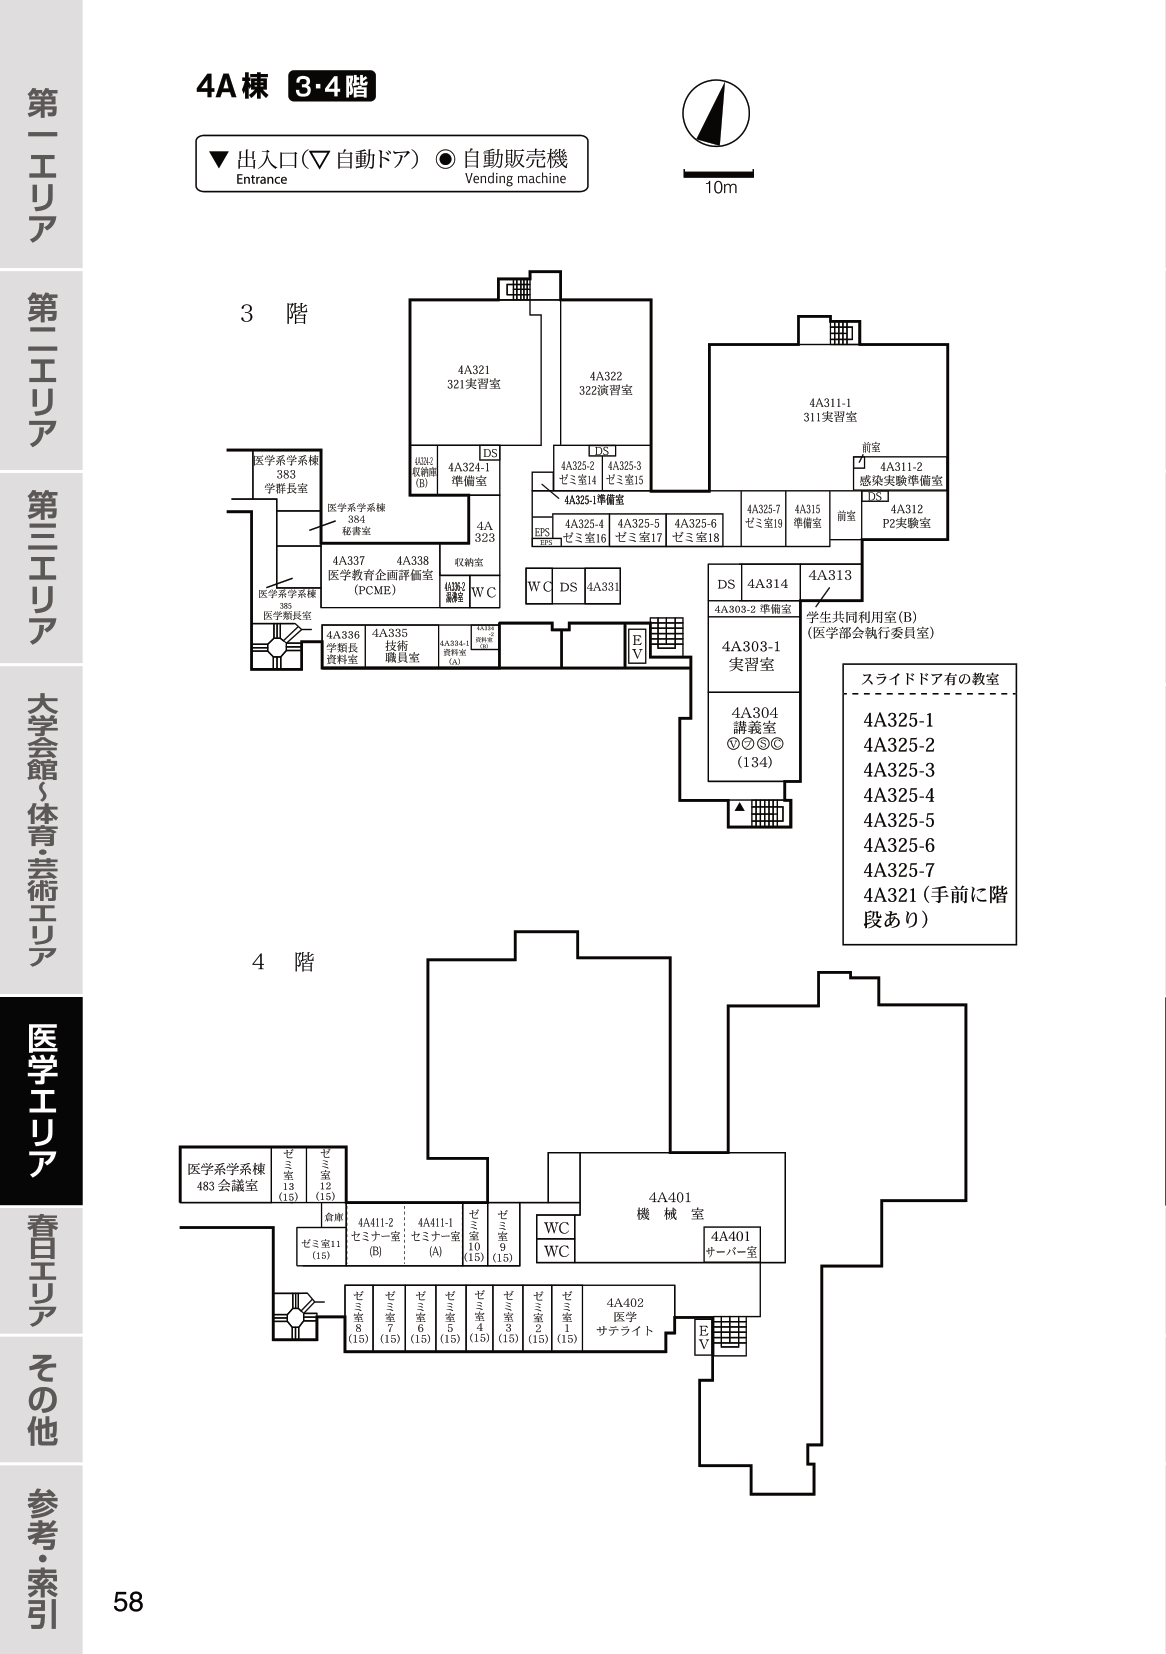 第一エリア
第二エリア
第三エリア
大学会館〜体育・芸術エリア
医学エリア
春日エリア
その他
参考・索引
4A棟 3・4階
▼ 出入口(▽ 自動ドア) ◉ 自動販売機
Entrance Vending machine
10m
3 階
4A321
321実習室
4A322
322演習室
4A311-1
311実習室
前室
4A311-2
感染実験準備室
DS
4A312
P2実験室
前室
4A315
準備室
4A325-7
ゼミ室19
医学系学系棟
383
学群長室
医学系学系棟
384
秘書室
医学系学系棟
385
医学類長室
4A324-2
収納庫
(B)
DS
4A324-1
準備室
4A
323
収納室
DS
4A325-2
ゼミ室14
4A325-3
ゼミ室15
4A325-1準備室
EPS
EPS
4A325-4
ゼミ室16
4A325-5
ゼミ室17
4A325-6
ゼミ室18
4A337 4A338
医学教育企画評価室
(PCME)
4A336-2
湯沸室
WC
WC
DS
4A331
4A336
学類長
資料室
4A335
技術
職員室
4A334-1
資料室
(A)
4A334
-2
資料室
(B)
EV
DS
4A314
4A313
学生共同利用室(B)
(医学部会執行委員室)
4A303-2 準備室
4A303-1
実習室
4A304
講義室
ⓋⓅⓈⒸ
(134)
▲
スライドドア有の教室
4A325-1
4A325-2
4A325-3
4A325-4
4A325-5
4A325-6
4A325-7
4A321(手前に階
段あり)
4 階
医学系学系棟
483 会議室
ゼミ室13(15)
ゼミ室12(15)
倉庫
ゼミ室11
(15)
4A411-2
セミナー室
(B)
4A411-1
セミナー室
(A)
ゼミ室10(15)
ゼミ室9(15)
WC
WC
4A401
機 械 室
4A401
サーバー室
ゼミ室8(15)
ゼミ室7(15)
ゼミ室6(15)
ゼミ室5(15)
ゼミ室4(15)
ゼミ室3(15)
ゼミ室2(15)
ゼミ室1(15)
4A402
医学
サテライト
EV
58